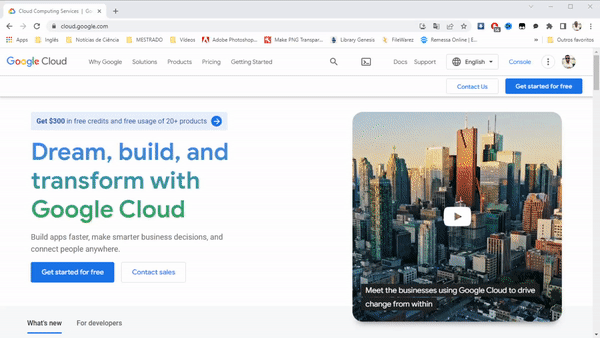 Cloud Computing Services | Go
cloud.google.com
Apps Inglês Notícias de Ciência MESTRADO Vídeos Adobe Photoshop... Make PNG Transpar... Library Genesis FileWarez Remessa Online | E... Outros favoritos
Google Cloud Why Google Solutions Products Pricing Getting Started Docs Support English Console
Contact Us Get started for free
Get $300 in free credits and free usage of 20+ products
Dream, build, and
transform with
Google Cloud
Build apps faster, make smarter business decisions, and
connect people anywhere.
Get started for free Contact sales
Meet the businesses using Google Cloud to drive
change from within
What's new For developers